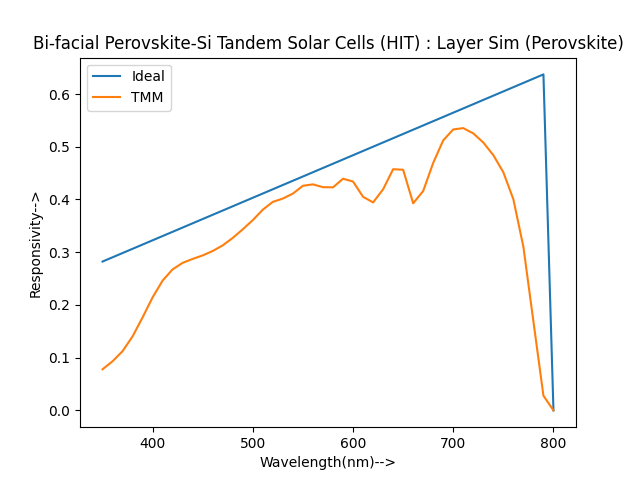 Bi-facial Perovskite-Si Tandem Solar Cells (HIT) : Layer Sim (Perovskite)
Ideal
TMM
0.6
0.5
0.4
0.3
0.2
0.1
0.0
Responsivity-->
400 500 600 700 800
Wavelength(nm)-->